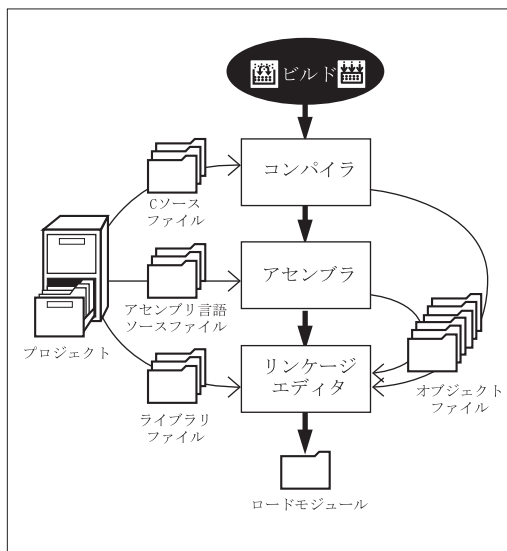 ビルド
コンパイラ
Cソース
ファイル
アセンブラ
アセンブリ言語
ソースファイル
プロジェクト
リンケージ
エディタ
オブジェクト
ファイル
ライブラリ
ファイル
ロードモジュール